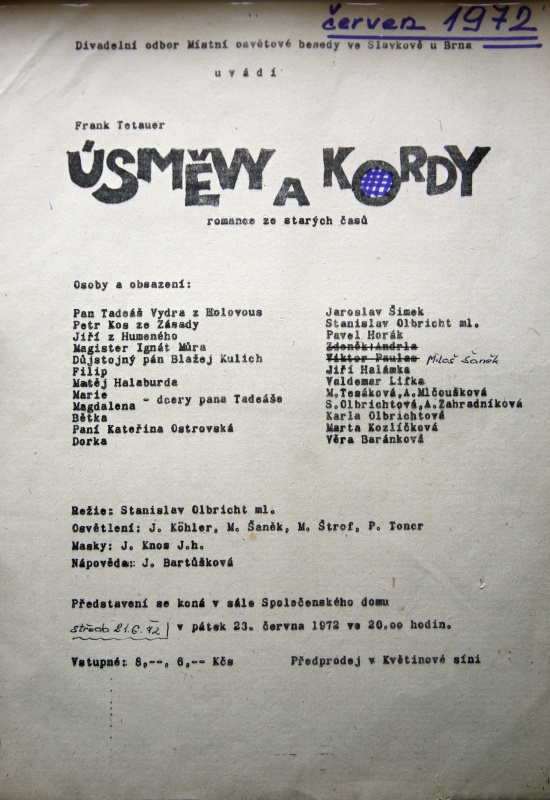 červen 1972
Divadelní odbor Místní osvětové besedy ve Slavkově u Brna
uvádí
Frank Tetauer
ÚSMĚVY A KORDY
romance ze starých časů
Osoby a obsazení:
Pan Tadeáš Vydra z Holovous Jaroslav Šimek
Petr Kos ze Zásady Stanislav Olbricht ml.
Jiří z Humeného Pavel Horák
Magister Ignát Můra Zdeněk Andrla
Důjstojný pán Blažej Kulich Viktor Paulas Miloš Šaněk
Filip Jiří Halámka
Matěj Halaburda Valdemar Lifka
Marie M.Tesáková,A.Mlčoušková
Magdalena - dcery pana Tadeáše S.Olbrichtová,A.Zahradníková
Bětka Karla Olbrichtová
Paní Kateřina Ostrovská Marta Kozlíčková
Dorka Věra Baránková
Režie: Stanislav Olbricht ml.
Osvětlení: J. Köhler, M. Šaněk, M. Štrof, P. Toner
Masky: J. Knos J.h.
Nápověda: J. Bartůšková
Představení se koná v sále Společenského domu
středa 21.6.72 v pátek 23. června 1972 ve 20.oo hodin.
Vstupné: 8,--, 6,-- Kčs Předprodej v Květinové síni